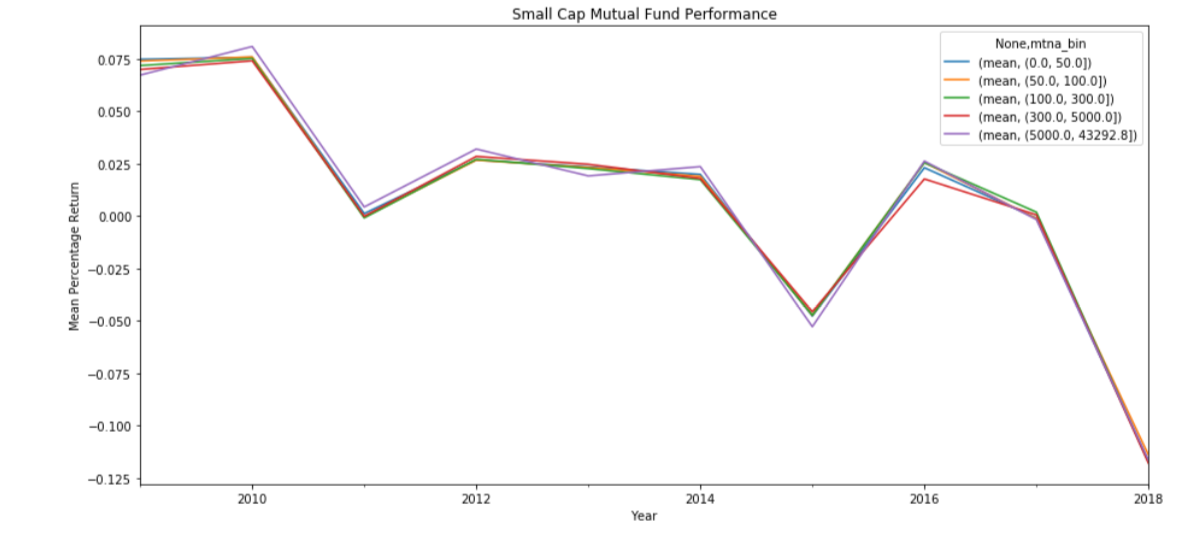 Small Cap Mutual Fund Performance
None,mtna_bin
(mean, (0.0, 50.0])
(mean, (50.0, 100.0])
(mean, (100.0, 300.0])
(mean, (300.0, 5000.0])
(mean, (5000.0, 43292.8])
Mean Percentage Return
0.075
0.050
0.025
0.000
−0.025
−0.050
−0.075
−0.100
−0.125
2010 2012 2014 2016 2018
Year